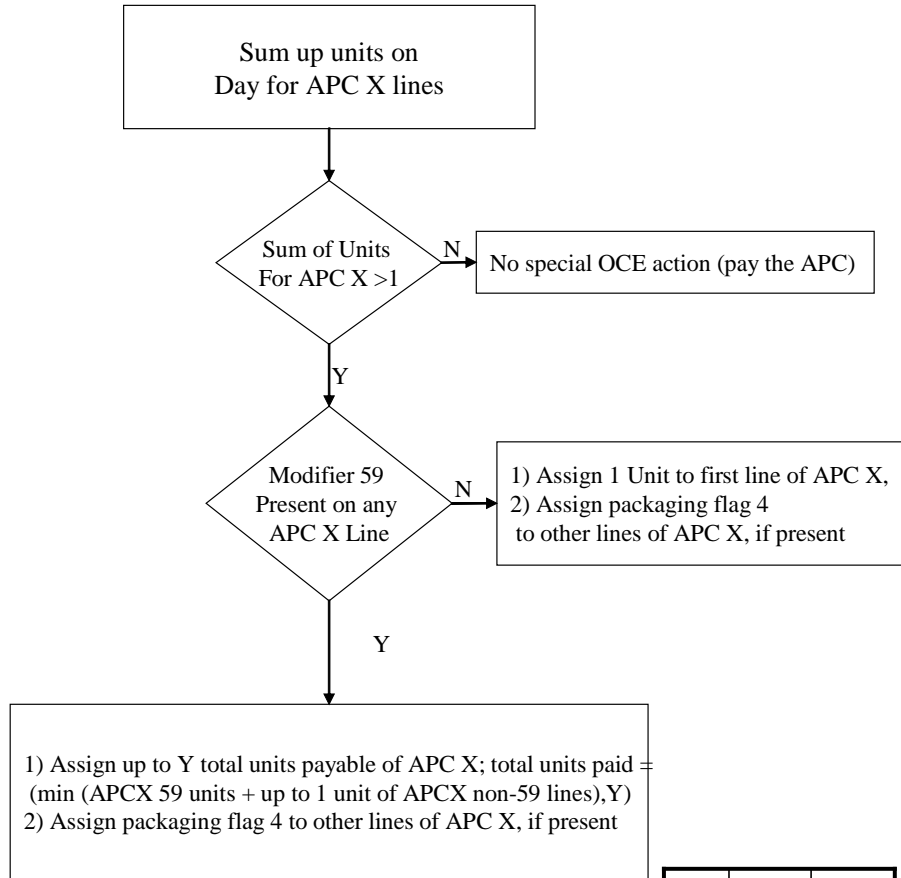 Sum up units on
Day for APC X lines
Sum of Units
For APC X >1
N
No special OCE action (pay the APC)
Y
Modifier 59
Present on any
APC X Line
N
1) Assign 1 Unit to first line of APC X,
2) Assign packaging flag 4
to other lines of APC X, if present
Y
1) Assign up to Y total units payable of APC X; total units paid =
(min (APCX 59 units + up to 1 unit of APCX non-59 lines),Y)
2) Assign packaging flag 4 to other lines of APC X, if present